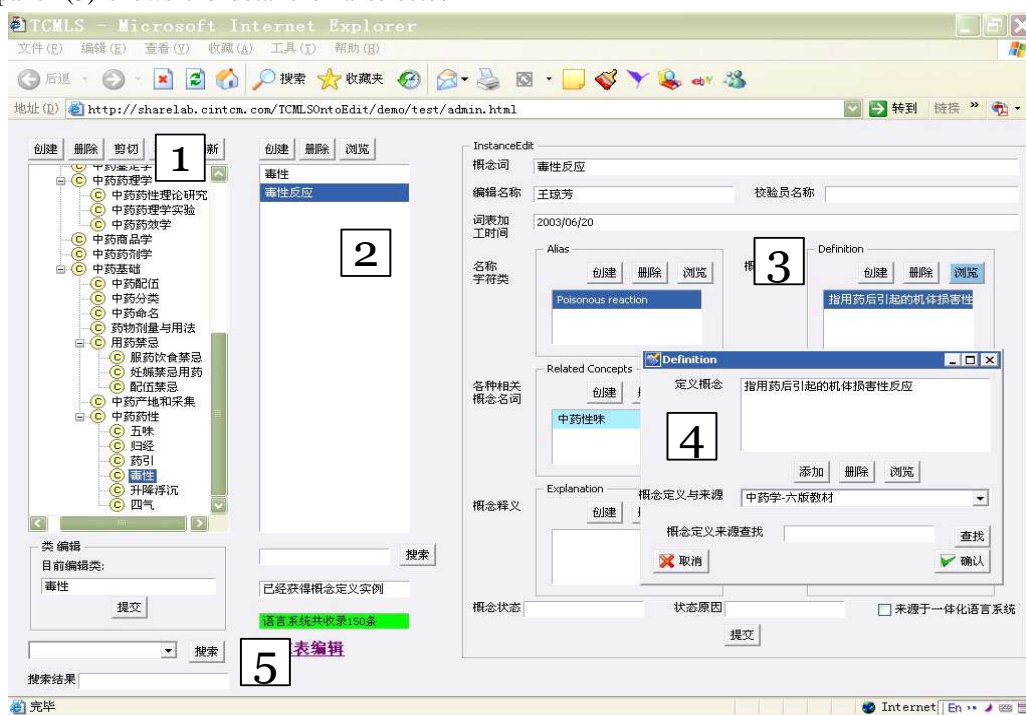 TCMLS - Microsoft Internet Explorer
文件(F) 编辑(E) 查看(V) 收藏(A) 工具(T) 帮助(H)
后退 搜索 收藏夹
地址(D) http://sharelab.cintcm.com/TCMLSOntoEdit/demo/test/admin.html 转到 链接 »
创建 删除 剪切 1 新
中药药理学
中药药性理论研究
中药药理学实验
中药药效学
中药商品学
中药药剂学
中药基础
中药配伍
中药分类
中药命名
药物剂量与用法
用药禁忌
服药饮食禁忌
妊娠禁忌用药
配伍禁忌
中药产地和采集
中药药性
五味
归经
药引
毒性
升降浮沉
四气
类 编辑
目前编辑类:
毒性
提交
搜索
搜索结果
创建 删除 浏览
毒性
毒性反应
2
搜索
已经获得概念定义实例
语言系统共收录150条
表编辑
5
InstanceEdit
概念词 毒性反应
编辑名称 王琼芳 校验员名称
词表加
工时间 2003/06/20
名称
字符类
Alias
创建 删除 浏览
Poisonous reaction
3
Definition
创建 删除 浏览
指用药后引起的机体损害性
各种相关
概念名词
Related Concepts
创建
中药性味
概念释义
Explanation
创建
Definition
定义概念 指用药后引起的机体损害性反应
4
添加 删除 浏览
概念定义与来源 中药学-六版教材
概念定义来源查找 查找
取消 确认
概念状态 状态原因 来源于一体化语言系统
提交
完毕 Internet En